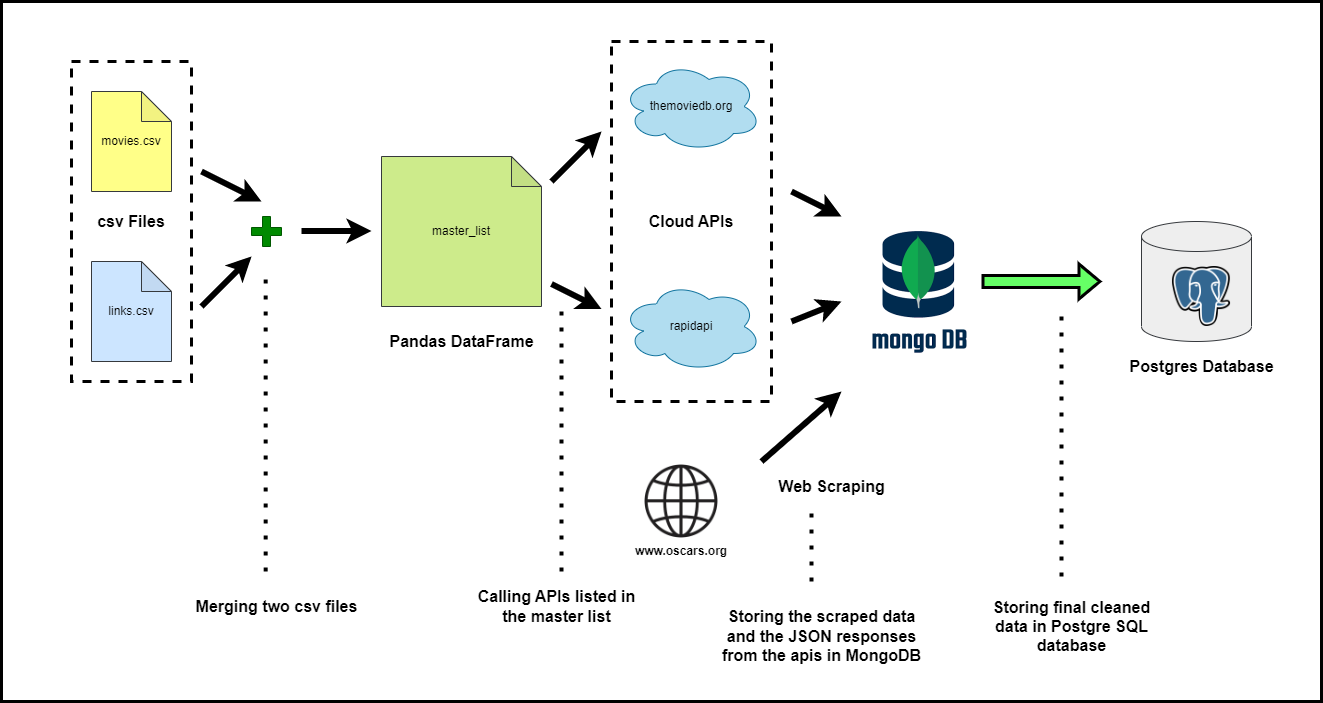 movies.csv
csv Files
links.csv
master_list
Pandas DataFrame
themoviedb.org
Cloud APIs
rapidapi
mongo DB
Postgres Database
Web Scraping
www.oscars.org
Merging two csv files
Calling APIs listed in
the master list
Storing the scraped data
and the JSON responses
from the apis in MongoDB
Storing final cleaned
data in Postgre SQL
database